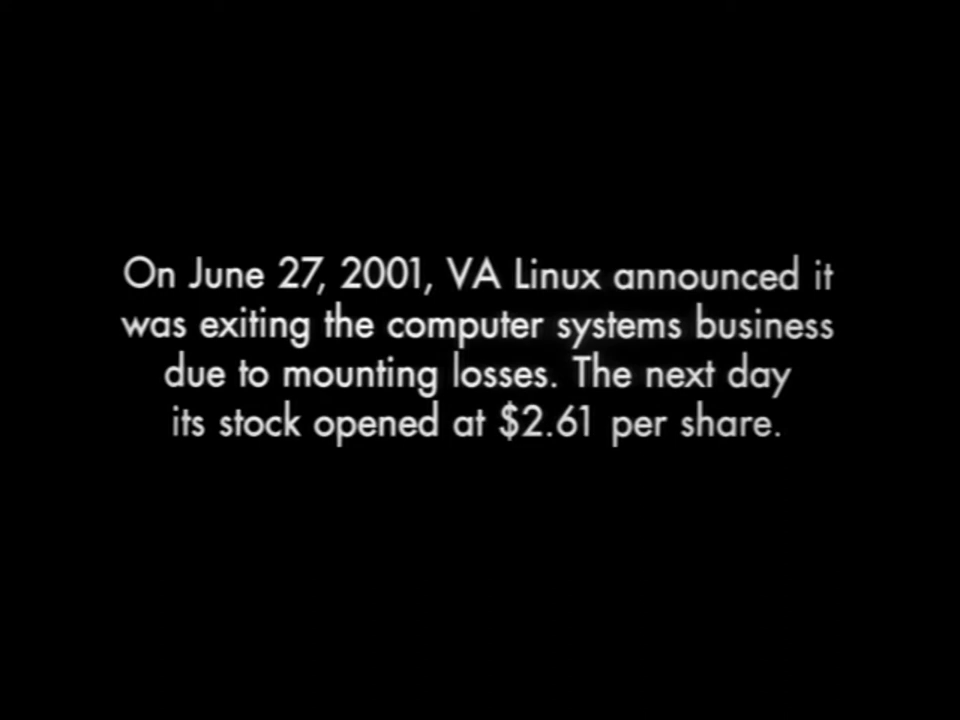 On June 27, 2001, VA Linux announced it
was exiting the computer systems business
due to mounting losses. The next day
its stock opened at $2.61 per share.